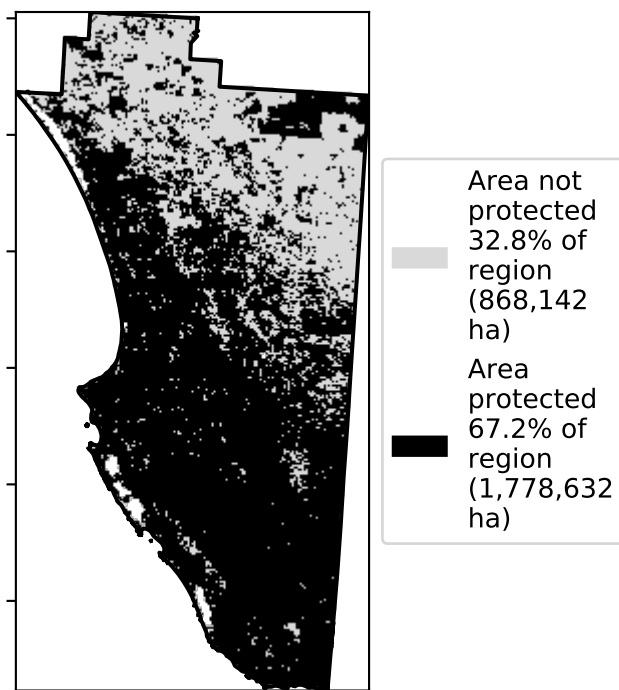 Area not
protected
32.8% of
region
(868,142
ha)
Area
protected
67.2% of
region
(1,778,632
ha)